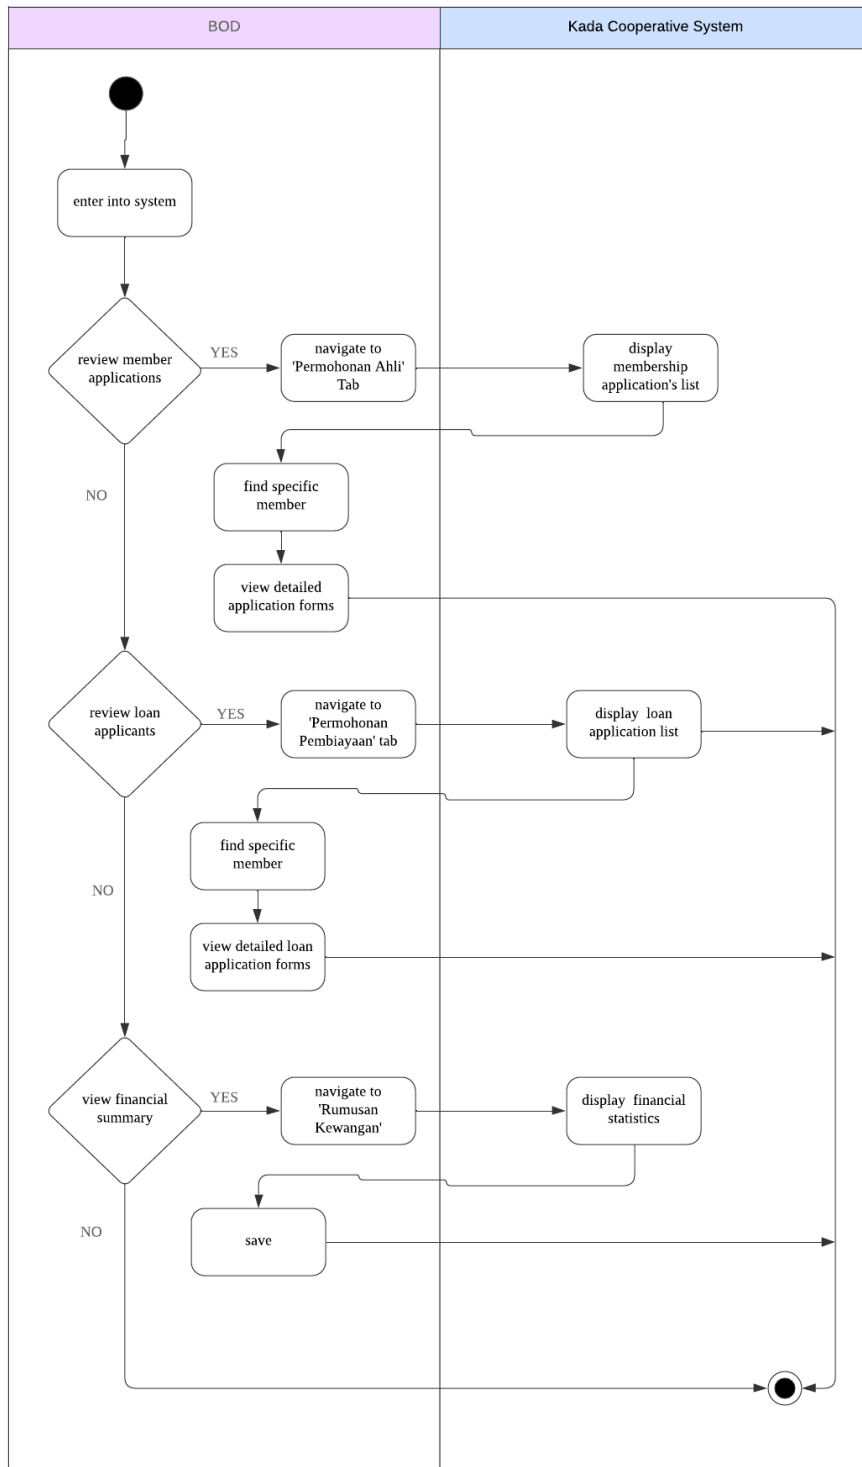 BOD
Kada Cooperative System
enter into system
review member
applications
YES
navigate to
'Permohonan Ahli'
Tab
display
membership
application's list
NO
find specific
member
view detailed
application forms
review loan
applicants
YES
navigate to
'Permohonan
Pembiayaan' tab
display loan
application list
NO
find specific
member
view detailed loan
application forms
view financial
summary
YES
navigate to
'Rumusan
Kewangan'
display financial
statistics
NO
save